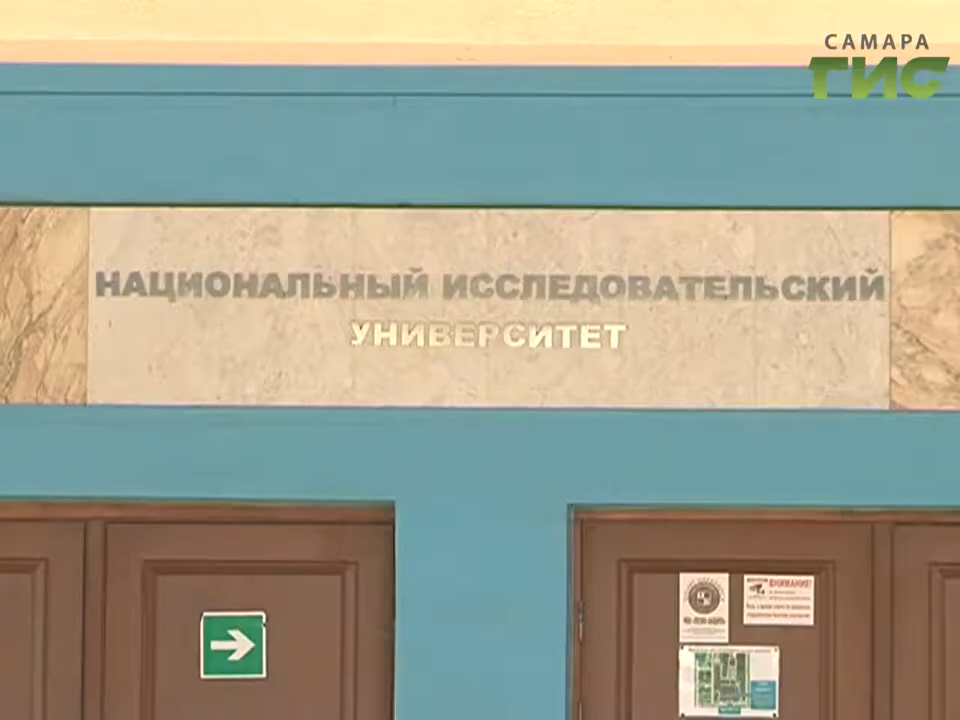 САМАРА
ГИС
НАЦИОНАЛЬНЫЙ ИССЛЕДОВАТЕЛЬСКИЙ
УНИВЕРСИТЕТ
ВНИМАНИЕ!